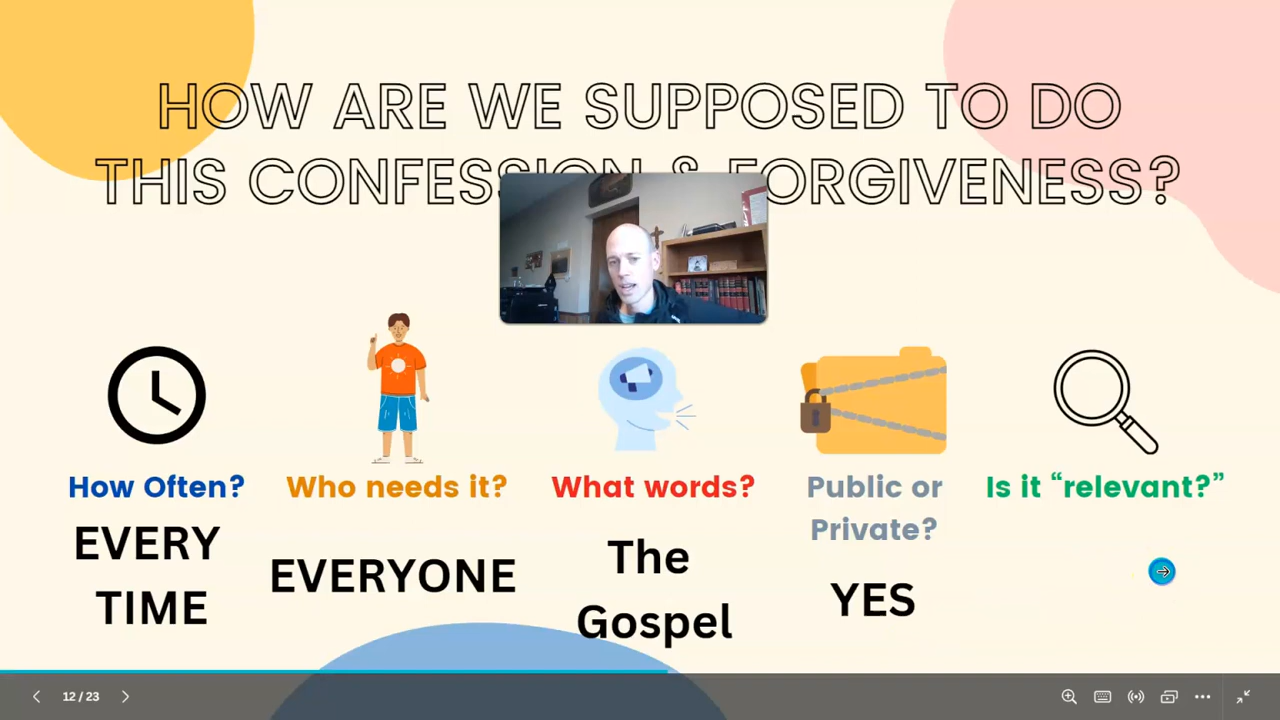 HOW ARE WE SUPPOSED TO DO
THIS CONFESSION & FORGIVENESS?
How Often?
EVERY
TIME
Who needs it?
EVERYONE
What words?
The
Gospel
Public or
Private?
YES
Is it “relevant?”
12 / 23